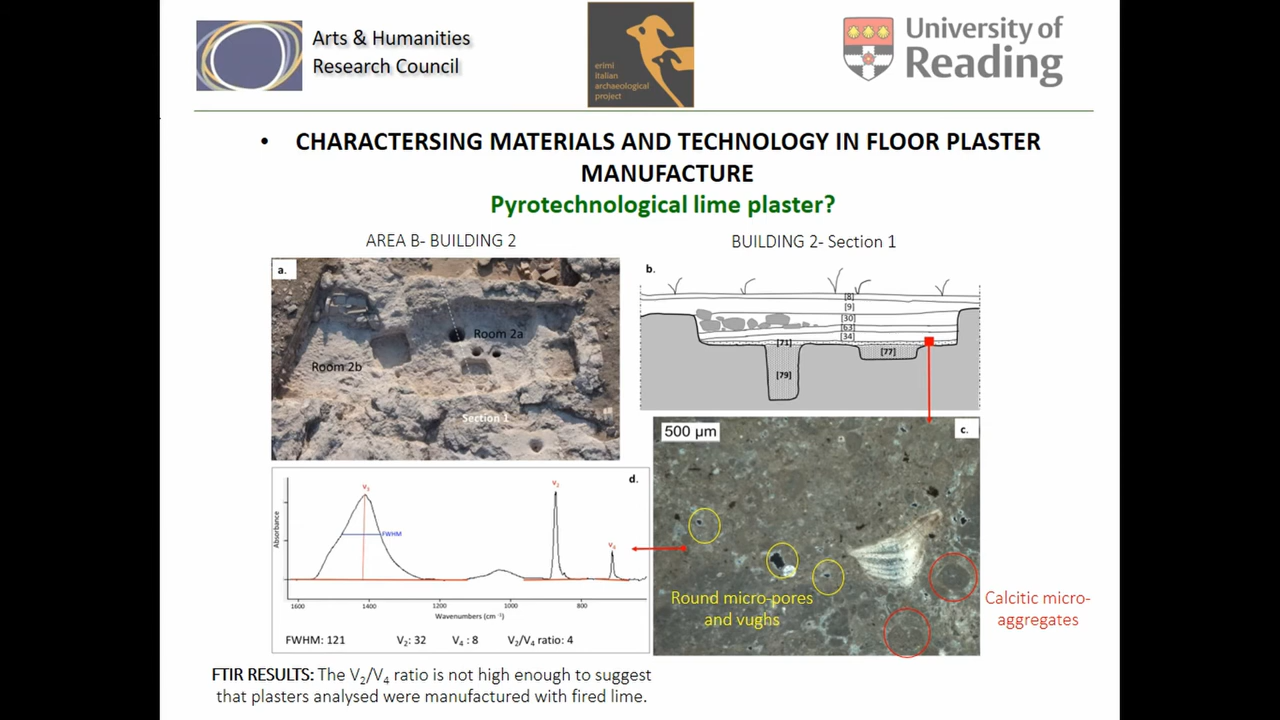 Arts & Humanities
Research Council
erimi
italian
archaeological
project
University of
Reading
• CHARACTERSING MATERIALS AND TECHNOLOGY IN FLOOR PLASTER
MANUFACTURE
Pyrotechnological lime plaster?
AREA B- BUILDING 2
BUILDING 2- Section 1
a.
Room 2a
Room 2b
Section 1
b.
[8]
[9]
[30]
[63]
[34]
[71]
[77]
[79]
500 µm
c.
Round micro-pores
and vughs
Calcitic micro-
aggregates
d.
Absorbance
V3
FWHM
V2
V4
1600 1400 1200 1000 800
Wavenumbers (cm⁻¹)
FWHM: 121 V2: 32 V4 : 8 V2/V4 ratio: 4
FTIR RESULTS: The V2/V4 ratio is not high enough to suggest
that plasters analysed were manufactured with fired lime.